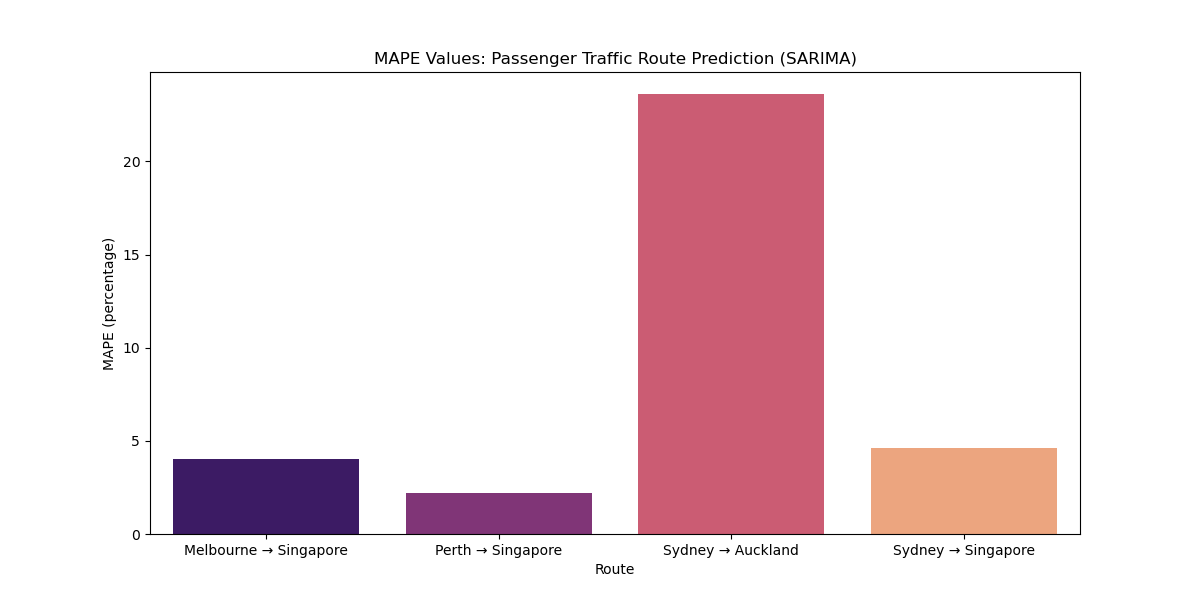 MAPE Values: Passenger Traffic Route Prediction (SARIMA)
MAPE (percentage)
20
15
10
5
0
Melbourne → Singapore
Perth → Singapore
Sydney → Auckland
Sydney → Singapore
Route